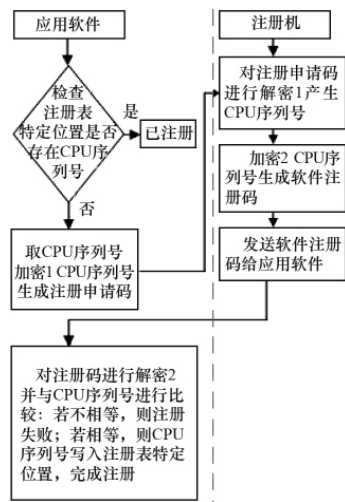 应用软件
检查
注册表
特定位置是否
存在CPU序
列号
是
已注册
否
取CPU序列号
加密1 CPU序列号
生成注册申请码
注册机
对注册申请码
进行解密1产生
CPU序列号
加密2 CPU序
列号生成软件
注册码
发送软件注册
码给应用软件
对注册码进行解密2
并与CPU序列号进行比
较：若不相等，则注册
失败；若相等，则CPU
序列号写入注册表特定
位置，完成注册